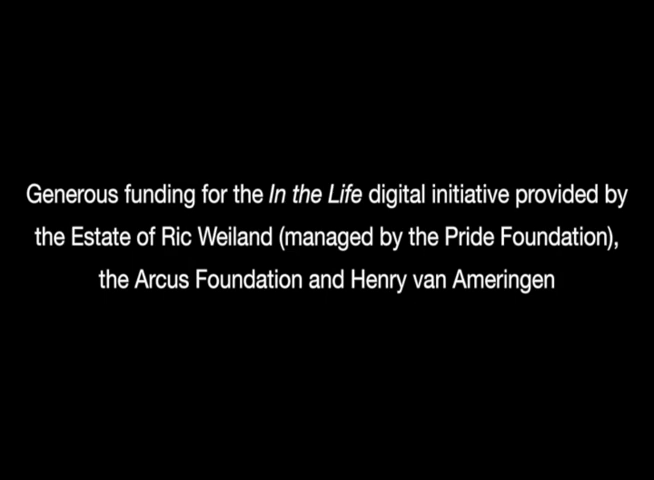 Generous funding for the In the Life digital initiative provided by
the Estate of Ric Weiland (managed by the Pride Foundation),
the Arcus Foundation and Henry van Ameringen